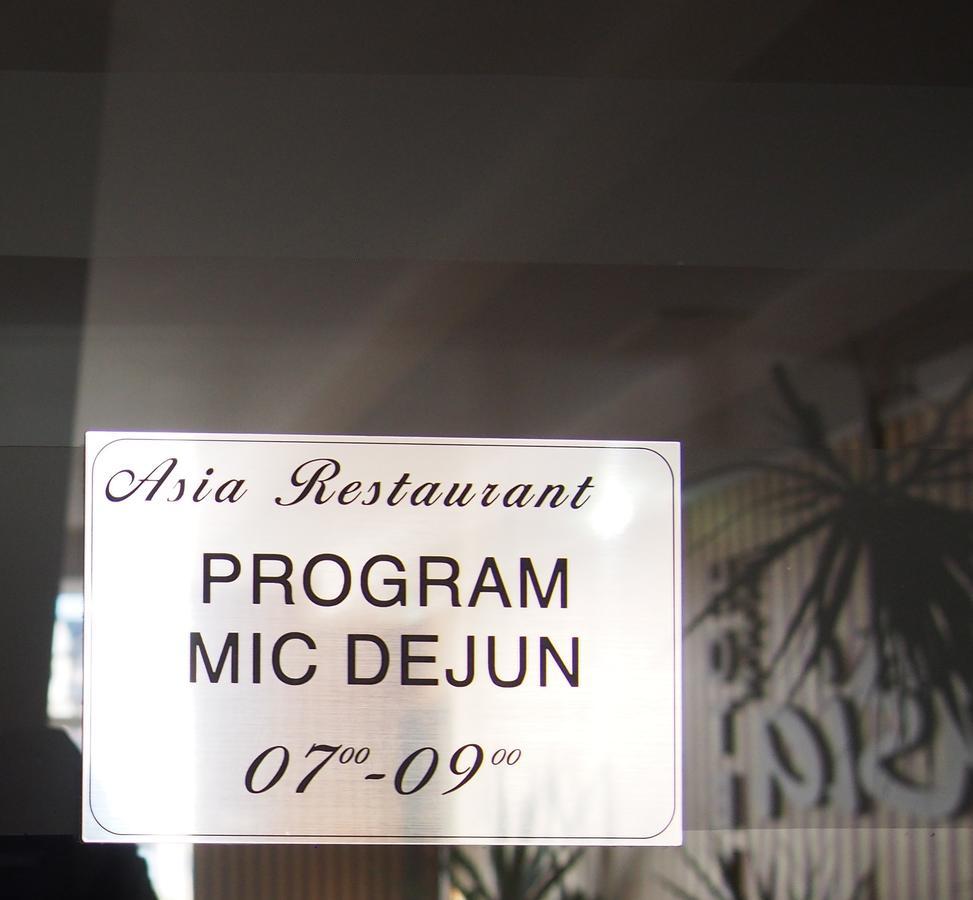 Asia Restaurant
PROGRAM
MIC DEJUN
07⁰⁰-09⁰⁰